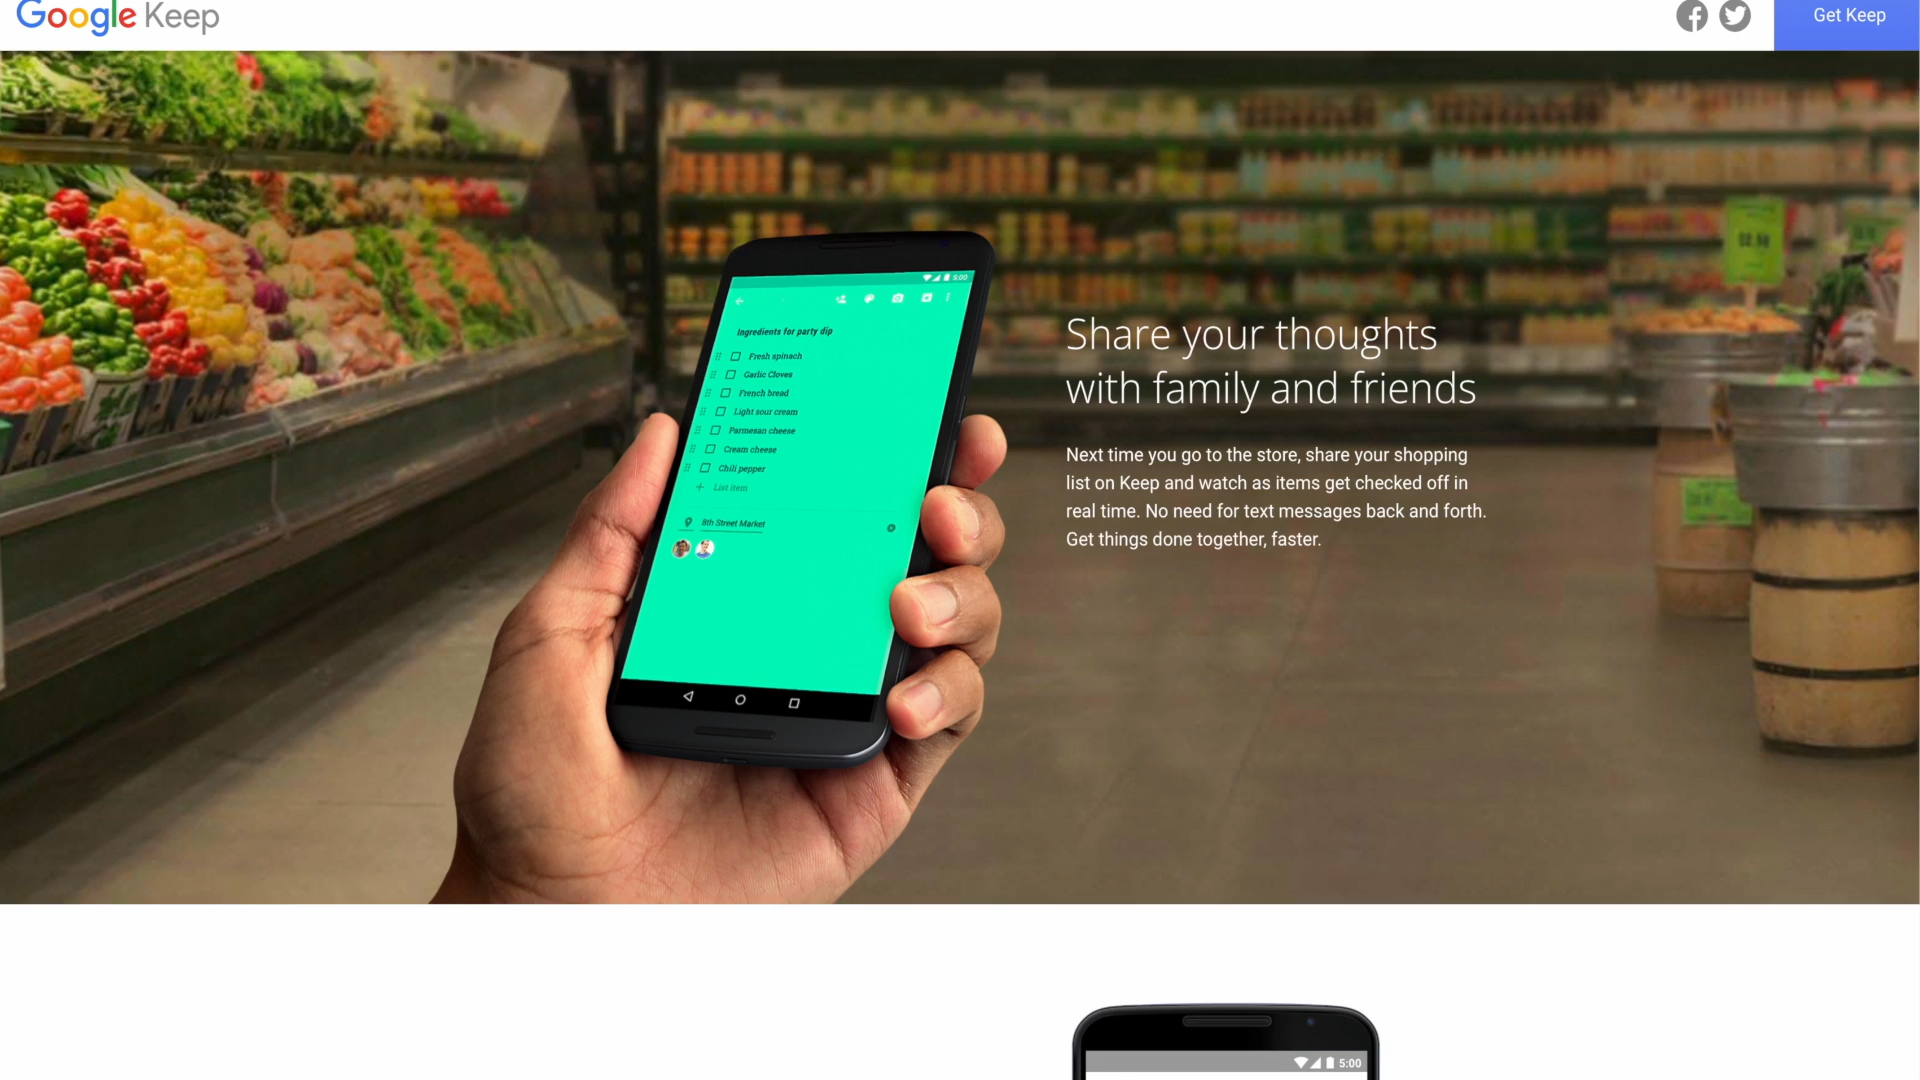 Google Keep
Get Keep
5:00
Ingredients for party dip
Fresh spinach
Garlic Cloves
French bread
Light sour cream
Parmesan cheese
Cream cheese
Chili pepper
List item
8th Street Market
Share your thoughts
with family and friends
Next time you go to the store, share your shopping
list on Keep and watch as items get checked off in
real time. No need for text messages back and forth.
Get things done together, faster.
5:00